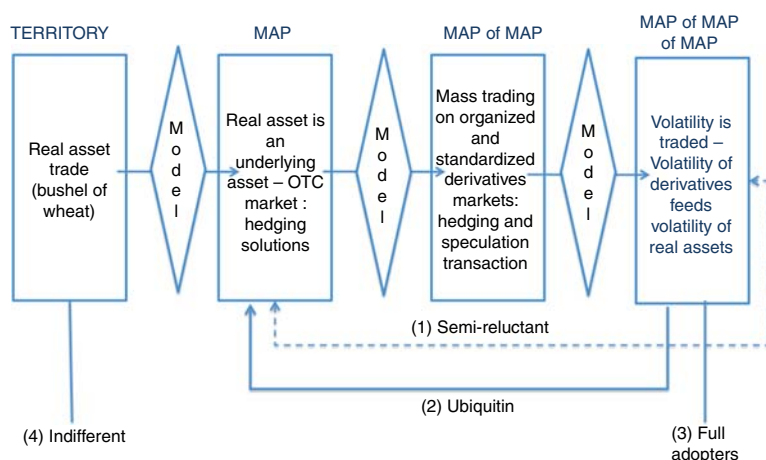 TERRITORY
MAP
MAP of MAP
MAP of MAP
of MAP
Real asset
trade
(bushel of
wheat)
Model
Real asset is
an
underlying
asset – OTC
market :
hedging
solutions
Model
Mass trading
on organized
and
standardized
derivatives
markets:
hedging and
speculation
transaction
Model
Volatility is
traded –
Volatility of
derivatives
feeds
volatility of
real assets
(1) Semi-reluctant
(2) Ubiquitin
(4) Indifferent
(3) Full
adopters